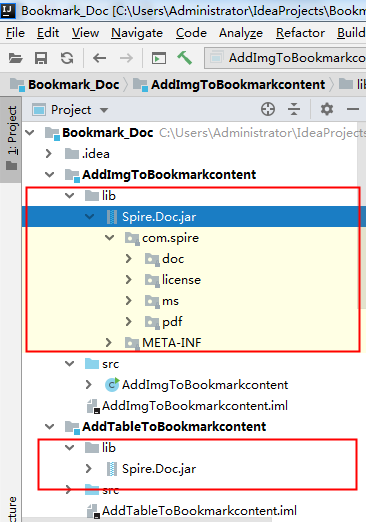 Bookmark_Doc [C:\Users\Administrator\IdeaProjects\Bookm
File Edit View Navigate Code Analyze Refactor Build
AddImgToBookmarkcontent
Bookmark_Doc AddImgToBookmarkcontent lib
1: Project
Project
Bookmark_Doc C:\Users\Administrator\IdeaProjects
.idea
AddImgToBookmarkcontent
lib
Spire.Doc.jar
com.spire
doc
license
ms
pdf
META-INF
src
AddImgToBookmarkcontent
AddImgToBookmarkcontent.iml
AddTableToBookmarkcontent
lib
Spire.Doc.jar
src
AddTableToBookmarkcontent.iml